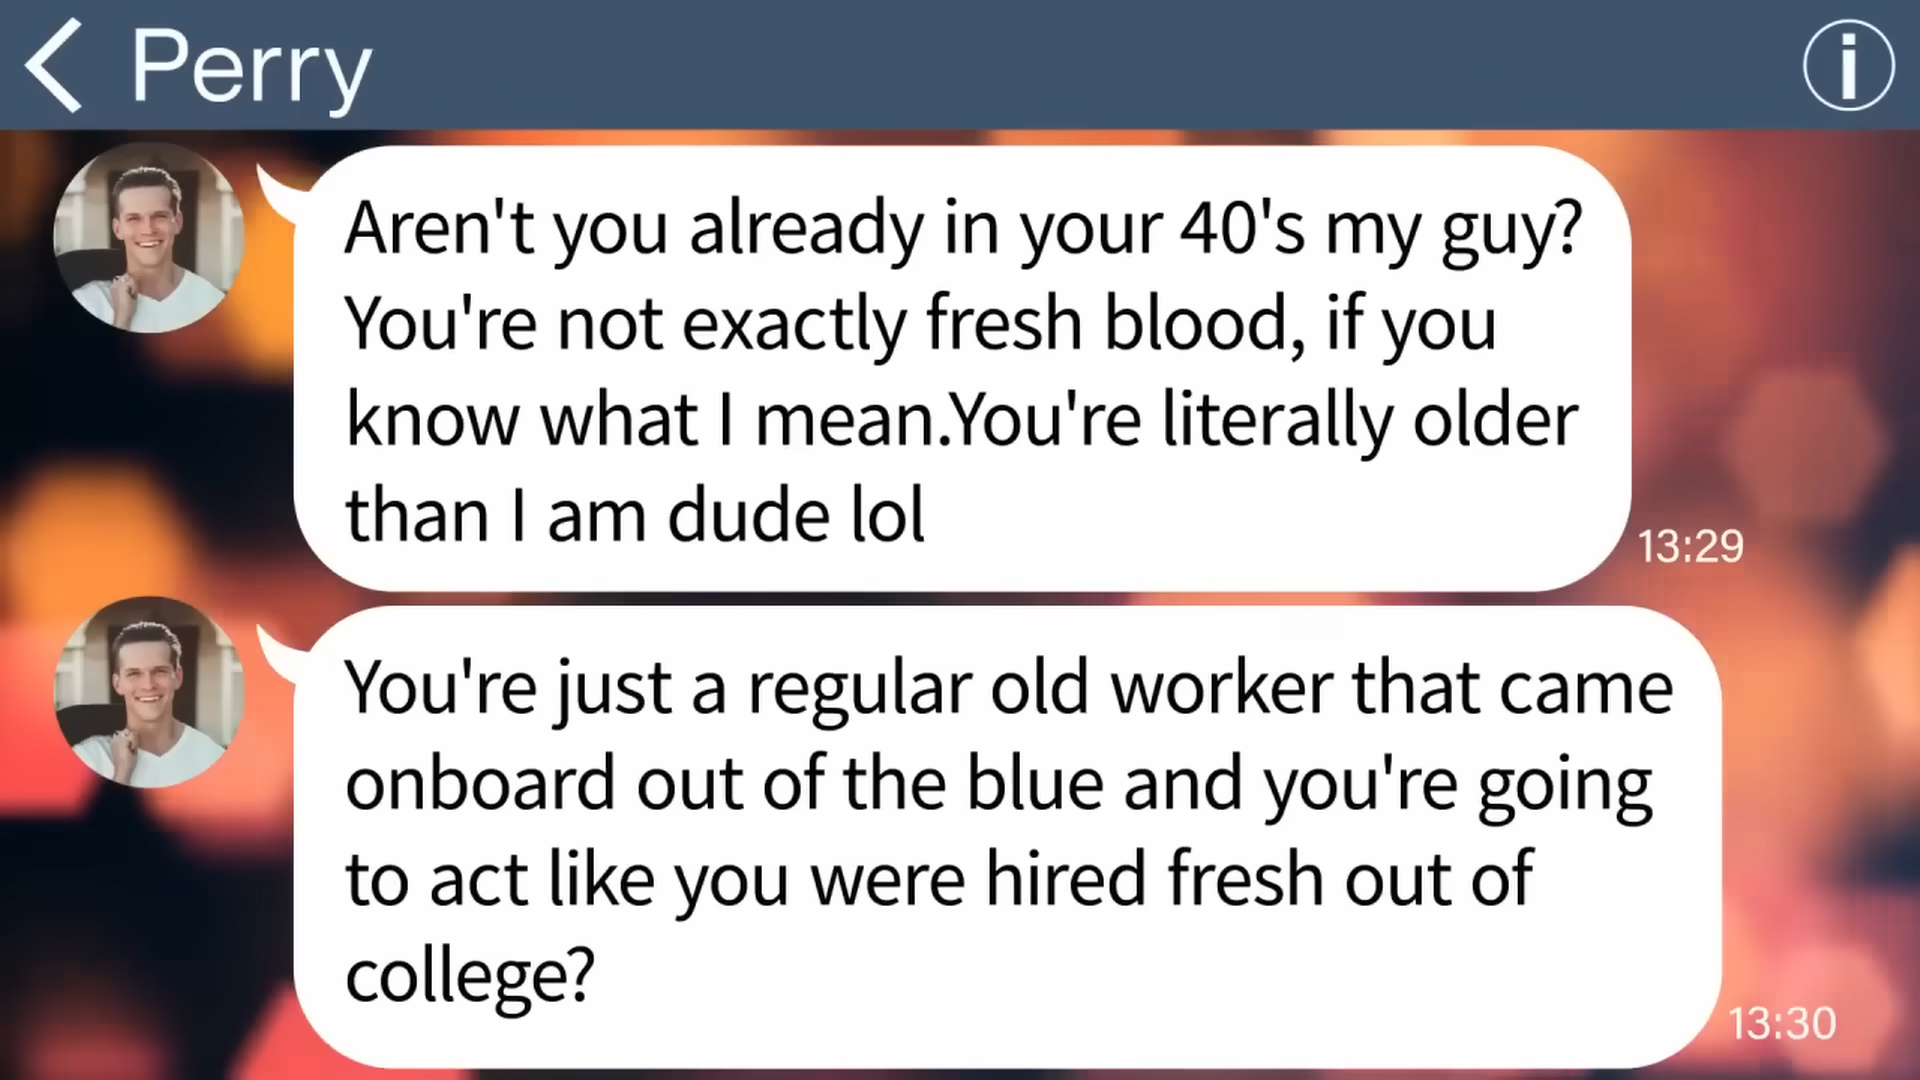 Perry
Aren't you already in your 40's my guy?
You're not exactly fresh blood, if you
know what I mean.You're literally older
than I am dude lol
13:29
You're just a regular old worker that came
onboard out of the blue and you're going
to act like you were hired fresh out of
college?
13:30